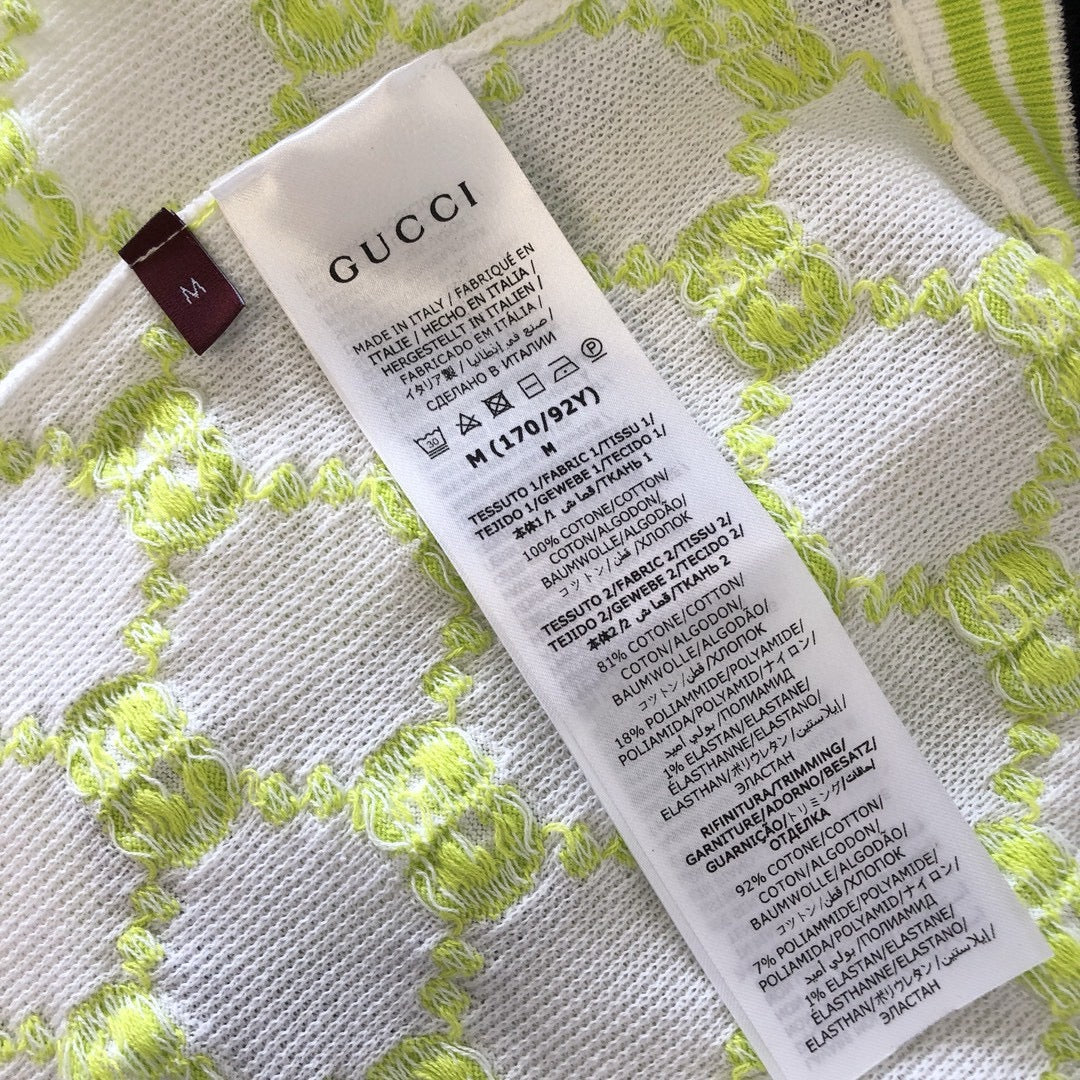 M
GUCCI
MADE IN ITALY / FABRIQUÉ EN
ITALIE / HECHO EN ITALIA /
HERGESTELLT IN ITALIEN /
FABRICADO EM ITÁLIA /
イタリア製 / صنع في إيطاليا /
СДЕЛАНО В ИТАЛИИ
30 P
M (170/92Y)
M
TESSUTO 1/FABRIC 1/TISSU 1/
TEJIDO 1/GEWEBE 1/TECIDO 1/
本体1/1 قماش/ТКАНЬ 1
100% COTONE/COTTON/
COTON/ALGODON/
BAUMWOLLE/ALGODÃO/
コットン/قطن/ХЛОПОК
TESSUTO 2/FABRIC 2/TISSU 2/
TEJIDO 2/GEWEBE 2/TECIDO 2/
本体2/2 قماش/ТКАНЬ 2
81% COTONE/COTTON/
COTON/ALGODON/
BAUMWOLLE/ALGODÃO/
コットン/قطن/ХЛОПОК
18% POLIAMMIDE/POLYAMIDE/
POLIAMIDA/POLYAMID/ナイロン/
بولي أميد/ПОЛИАМИД
1% ELASTAN/ELASTANE/
ÉLASTHANNE/ELASTANO/
ELASTHAN/ポリウレタン/إيلاستين/
ЭЛАСТАН
RIFINITURA/TRIMMING/
GARNITURE/ADORNO/BESATZ/
GUARNIÇÃO/トリミング/حافات/
ОТДЕЛКА
92% COTONE/COTTON/
COTON/ALGODON/
BAUMWOLLE/ALGODÃO/
コットン/قطن/ХЛОПОК
7% POLIAMMIDE/POLYAMIDE/
POLIAMIDA/POLYAMID/ナイロン/
بولي أميد/ПОЛИАМИД
1% ELASTAN/ELASTANE/
ÉLASTHANNE/ELASTANO/
ELASTHAN/ポリウレタン/إيلاستين/
ЭЛАСТАН